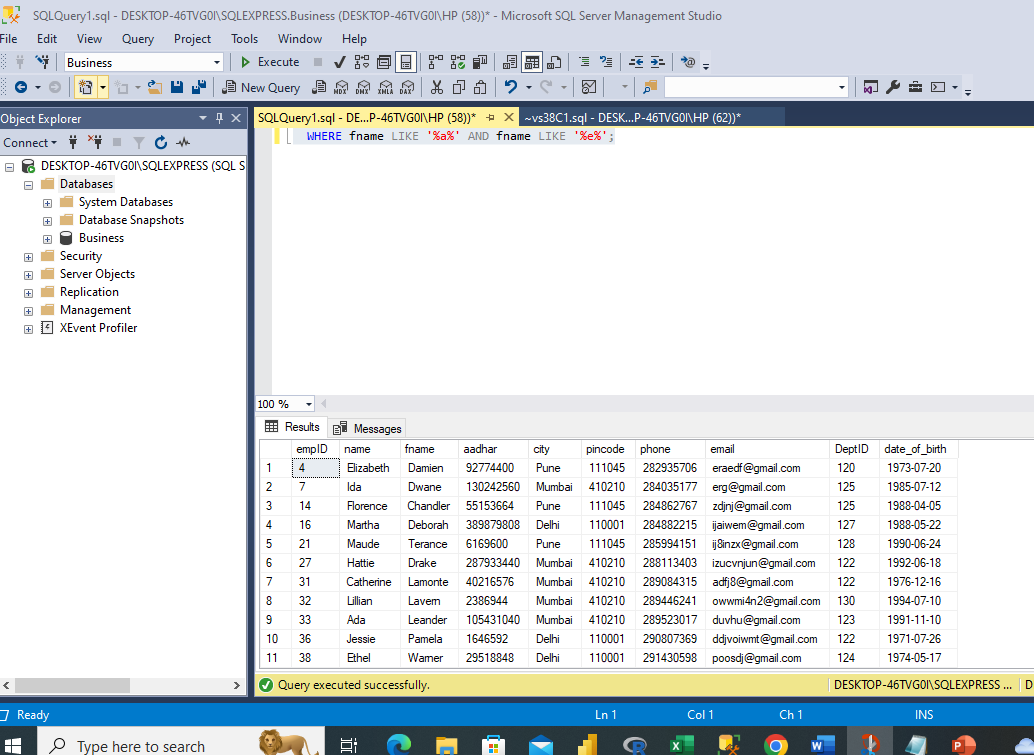 SQLQuery1.sql - DESKTOP-46TVG0I\SQLEXPRESS.Business (DESKTOP-46TVG0I\HP (58))* - Microsoft SQL Server Management Studio
File Edit View Query Project Tools Window Help
Business Execute
New Query MDX DMX XMLA DAX
Object Explorer
SQLQuery1.sql - DE...P-46TVG0I\HP (58))* ~vs38C1.sql - DESK...P-46TVG0I\HP (62))*
Connect
DESKTOP-46TVG0I\SQLEXPRESS (SQL S
Databases
System Databases
Database Snapshots
Business
Security
Server Objects
Replication
Management
XEvent Profiler
WHERE fname LIKE '%a%' AND fname LIKE '%e%';
100 %
Results Messages
empID name fname aadhar city pincode phone email DeptID date_of_birth
1 4 Elizabeth Damien 92774400 Pune 111045 282935706 eraedf@gmail.com 120 1973-07-20
2 7 Ida Dwane 130242560 Mumbai 410210 284035177 erg@gmail.com 125 1985-07-12
3 14 Florence Chandler 55153664 Pune 111045 284862767 zdjnj@gmail.com 125 1988-04-05
4 16 Martha Deborah 389879808 Delhi 110001 284882215 ijaiwem@gmail.com 127 1988-05-22
5 21 Maude Terance 6169600 Pune 111045 285994151 ij8inzx@gmail.com 128 1990-06-24
6 27 Hattie Drake 287933440 Mumbai 410210 288113403 izucvnjun@gmail.com 122 1992-06-18
7 31 Catherine Lamonte 40216576 Mumbai 410210 289084315 adfj8@gmail.com 122 1976-12-16
8 32 Lillian Lavern 2386944 Mumbai 410210 289446241 owwmi4n2@gmail.com 130 1994-07-10
9 33 Ada Leander 105431040 Mumbai 410210 289523017 duvhu@gmail.com 123 1991-11-10
10 36 Jessie Pamela 1646592 Delhi 110001 290807369 ddjvoiwmt@gmail.com 122 1971-07-26
11 38 Ethel Warner 29518848 Delhi 110001 291430598 poosdj@gmail.com 124 1974-05-17
Query executed successfully. DESKTOP-46TVG0I\SQLEXPRESS ... D
Ready Ln 1 Col 1 Ch 1 INS
Type here to search